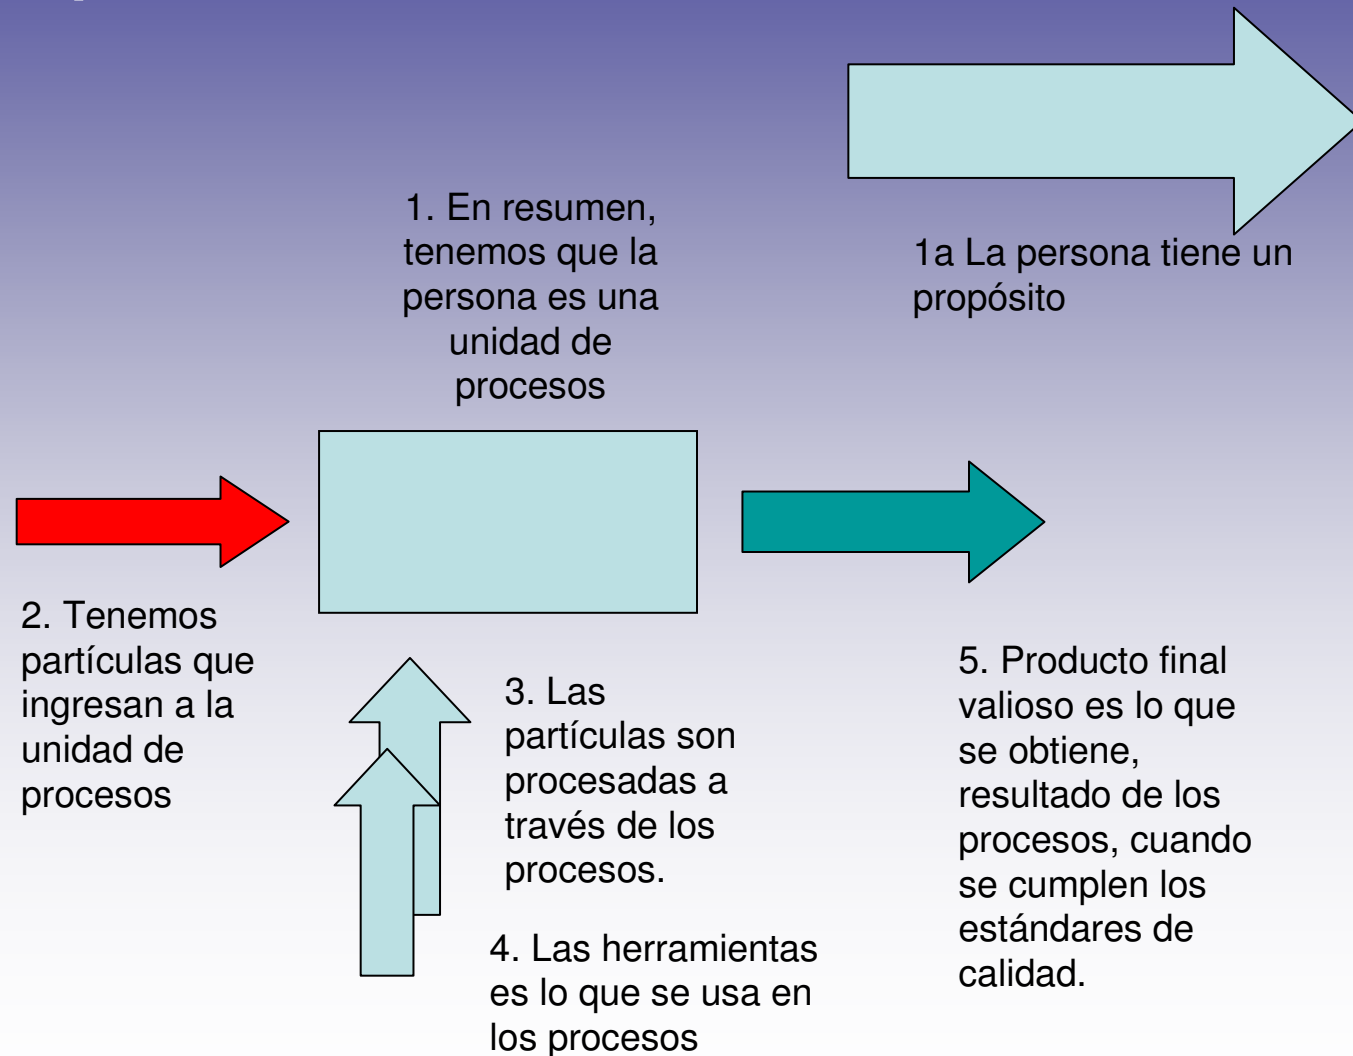 1. En resumen,
tenemos que la
persona es una
unidad de
procesos
1a La persona tiene un
propósito
2. Tenemos
partículas que
ingresan a la
unidad de
procesos
3. Las
partículas son
procesadas a
través de los
procesos.
4. Las herramientas
es lo que se usa en
los procesos
5. Producto final
valioso es lo que
se obtiene,
resultado de los
procesos, cuando
se cumplen los
estándares de
calidad.